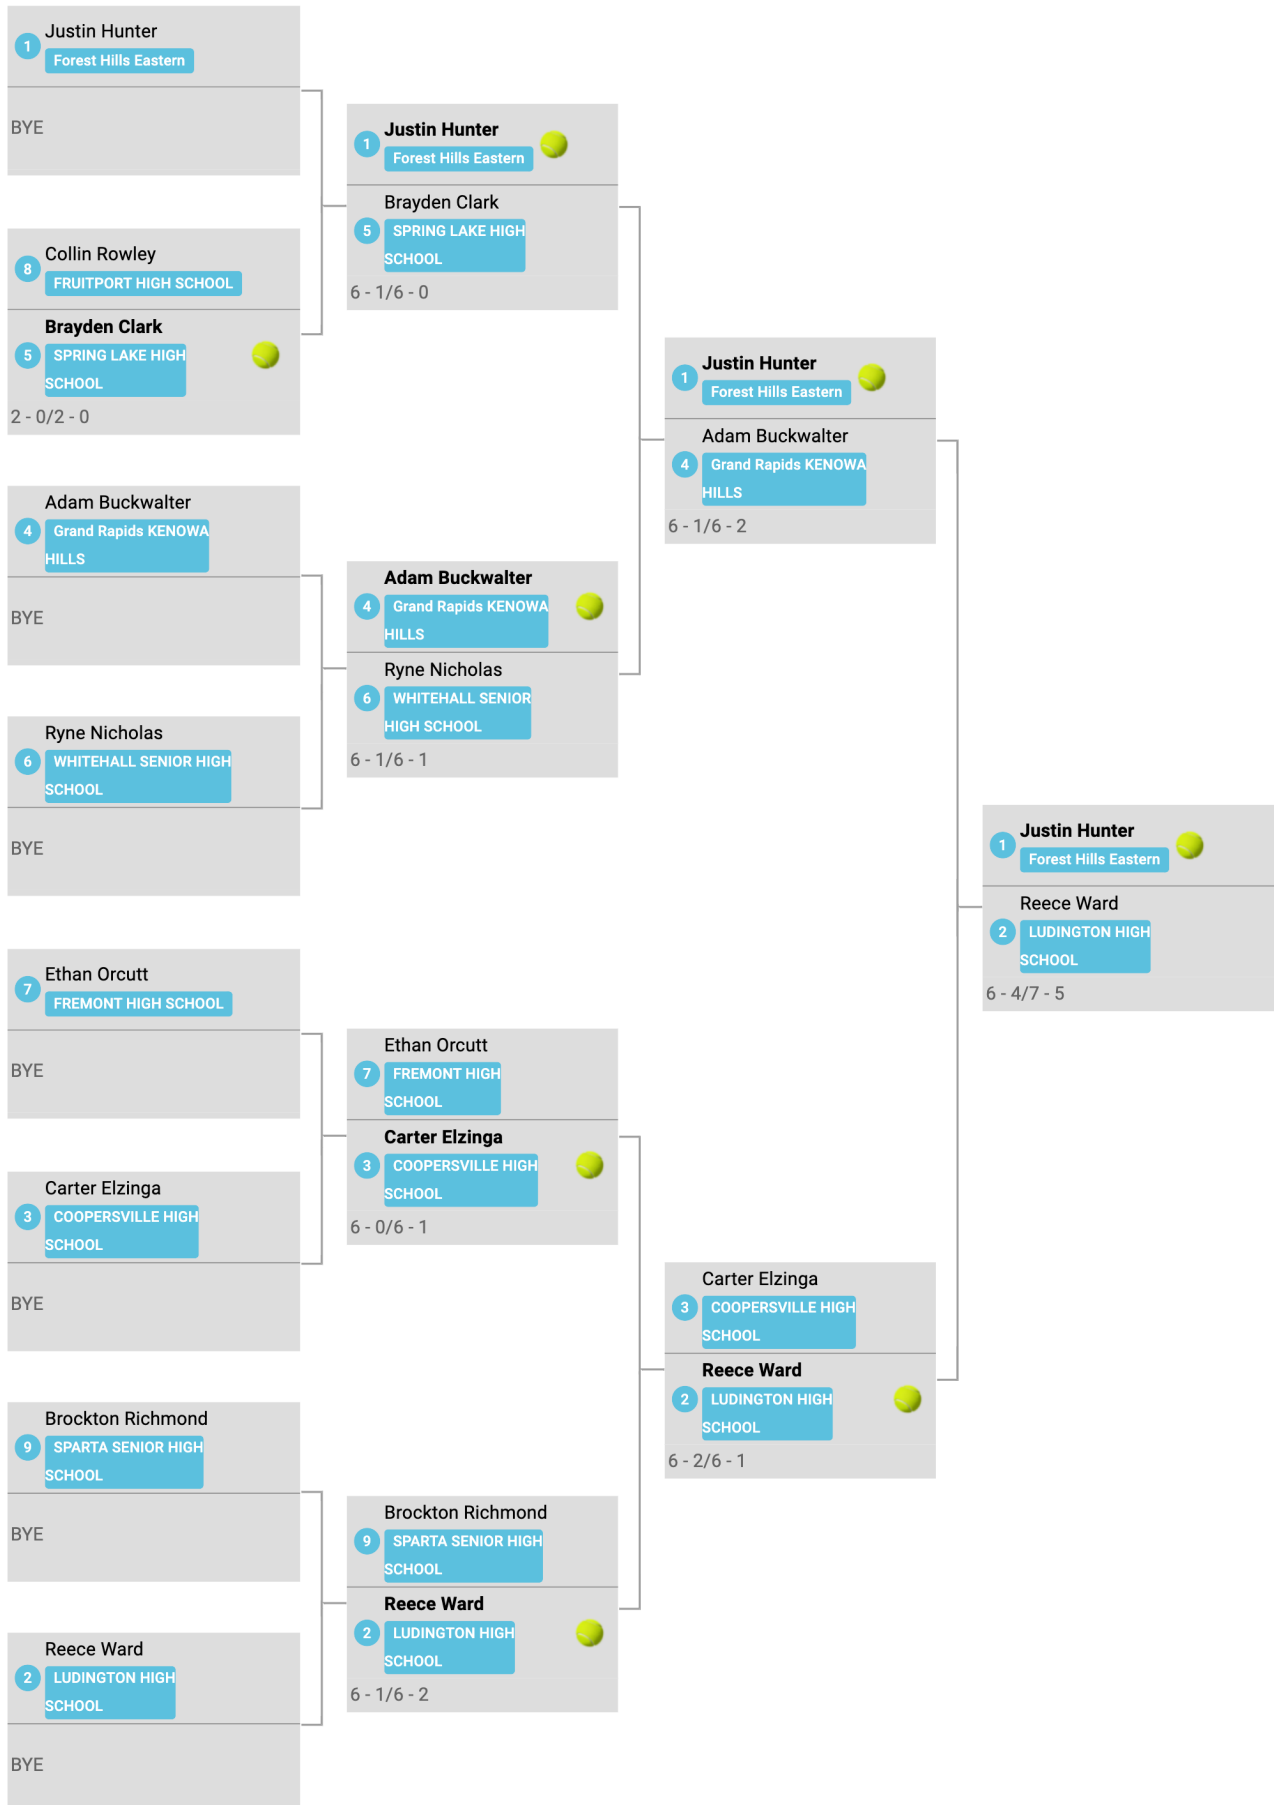 Justin Hunter
1
Forest Hills Eastern
BYE
Collin Rowley
8
FRUITPORT HIGH SCHOOL
Brayden Clark
5
SPRING LAKE HIGH
SCHOOL
2 - 0/2 - 0
Adam Buckwalter
4
Grand Rapids KENOWA
HILLS
BYE
Ryne Nicholas
6
WHITEHALL SENIOR HIGH
SCHOOL
BYE
Ethan Orcutt
7
FREMONT HIGH SCHOOL
BYE
Carter Elzinga
3
COOPERSVILLE HIGH
SCHOOL
BYE
Brockton Richmond
9
SPARTA SENIOR HIGH
SCHOOL
BYE
Reece Ward
2
LUDINGTON HIGH
SCHOOL
BYE
Justin Hunter
1
Forest Hills Eastern
Brayden Clark
5
SPRING LAKE HIGH
SCHOOL
6 - 1/6 - 0
Adam Buckwalter
4
Grand Rapids KENOWA
HILLS
Ryne Nicholas
6
WHITEHALL SENIOR
HIGH SCHOOL
6 - 1/6 - 1
Ethan Orcutt
7
FREMONT HIGH
SCHOOL
Carter Elzinga
3
COOPERSVILLE HIGH
SCHOOL
6 - 0/6 - 1
Brockton Richmond
9
SPARTA SENIOR HIGH
SCHOOL
Reece Ward
2
LUDINGTON HIGH
SCHOOL
6 - 1/6 - 2
Justin Hunter
1
Forest Hills Eastern
Adam Buckwalter
4
Grand Rapids KENOWA
HILLS
6 - 1/6 - 2
Carter Elzinga
3
COOPERSVILLE HIGH
SCHOOL
Reece Ward
2
LUDINGTON HIGH
SCHOOL
6 - 2/6 - 1
Justin Hunter
1
Forest Hills Eastern
Reece Ward
2
LUDINGTON HIGH
SCHOOL
6 - 4/7 - 5